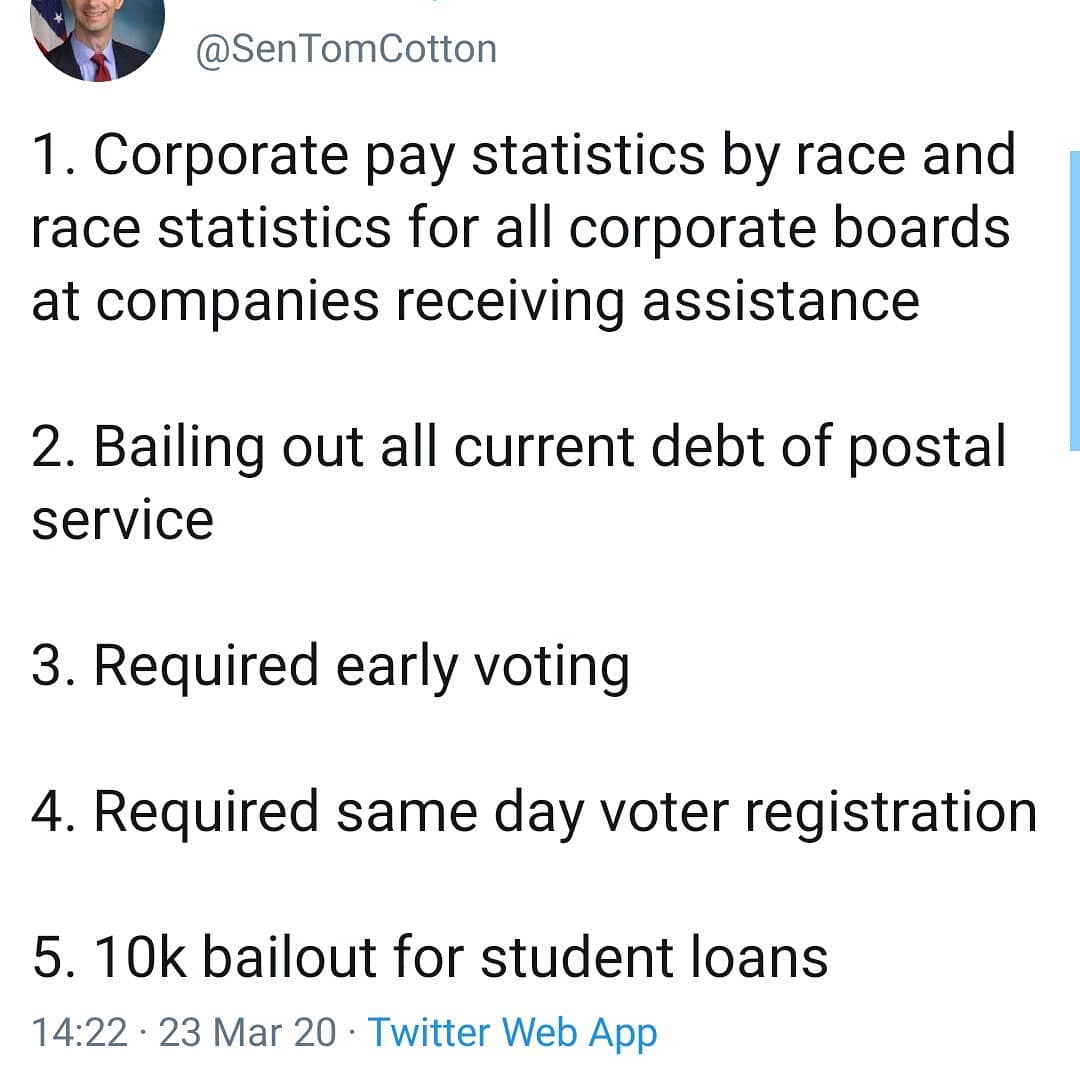 @SenTomCotton
1. Corporate pay statistics by race and
race statistics for all corporate boards
at companies receiving assistance
2. Bailing out all current debt of postal
service
3. Required early voting
4. Required same day voter registration
5. 10k bailout for student loans
14:22 · 23 Mar 20 · Twitter Web App